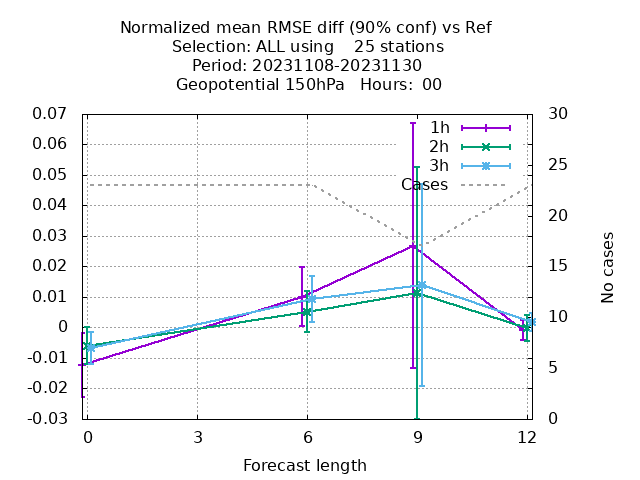 Normalized mean RMSE diff (90% conf) vs Ref
Selection: ALL using    25 stations
Period: 20231108-20231130
Geopotential 150hPa   Hours:  00
0.07
0.06
0.05
0.04
0.03
0.02
0.01
0
-0.01
-0.02
-0.03
30
25
20
15
10
5
0
1h
2h
3h
Cases
No cases
0
3
6
9
12
Forecast length